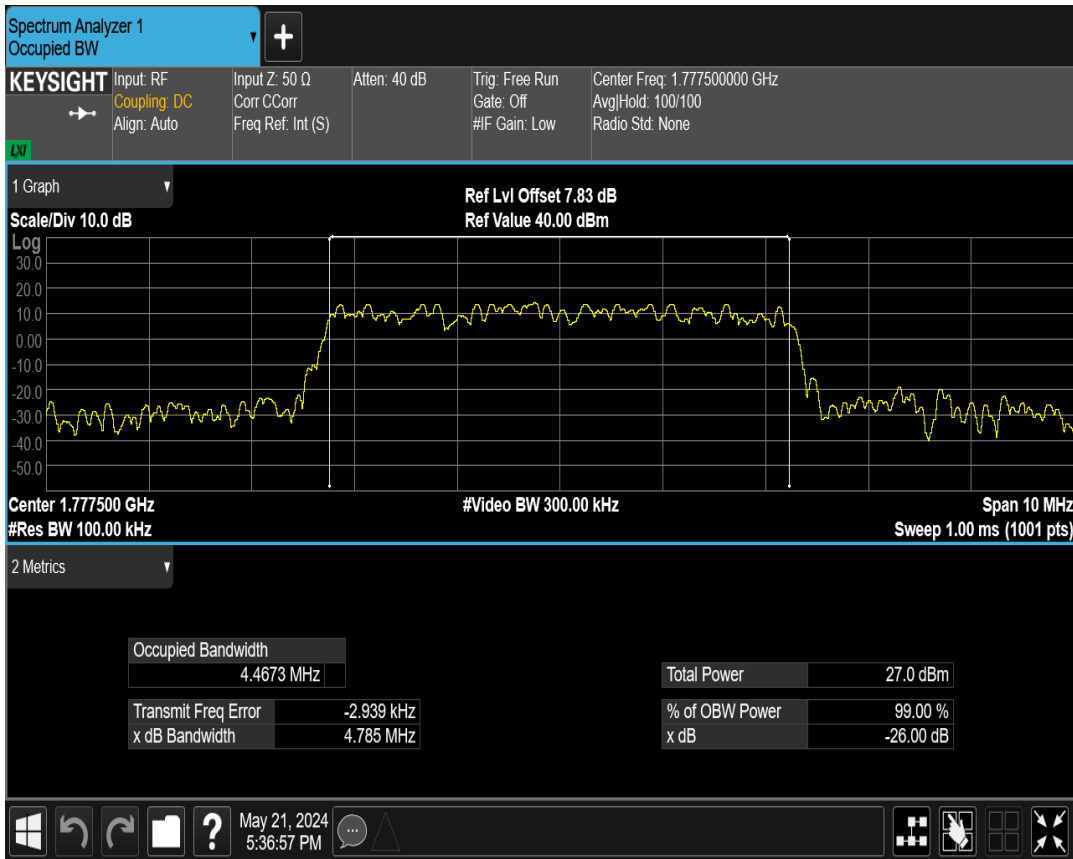 Spectrum Analyzer 1
Occupied BW
+
KEYSIGHT
LXI
Input: RF
Coupling: DC
Align: Auto
Input Z: 50 Ω
Corr CCorr
Freq Ref: Int (S)
Atten: 40 dB
Trig: Free Run
Gate: Off
#IF Gain: Low
Center Freq: 1.777500000 GHz
Avg|Hold: 100/100
Radio Std: None
1 Graph
Scale/Div 10.0 dB
Ref Lvl Offset 7.83 dB
Ref Value 40.00 dBm
Log
30.0
20.0
10.0
0.00
-10.0
-20.0
-30.0
-40.0
-50.0
Center 1.777500 GHz
#Res BW 100.00 kHz
#Video BW 300.00 kHz
Span 10 MHz
Sweep 1.00 ms (1001 pts)
2 Metrics
Occupied Bandwidth
4.4673 MHz
Transmit Freq Error -2.939 kHz
x dB Bandwidth 4.785 MHz
Total Power 27.0 dBm
% of OBW Power 99.00 %
x dB -26.00 dB
?
May 21, 2024
5:36:57 PM